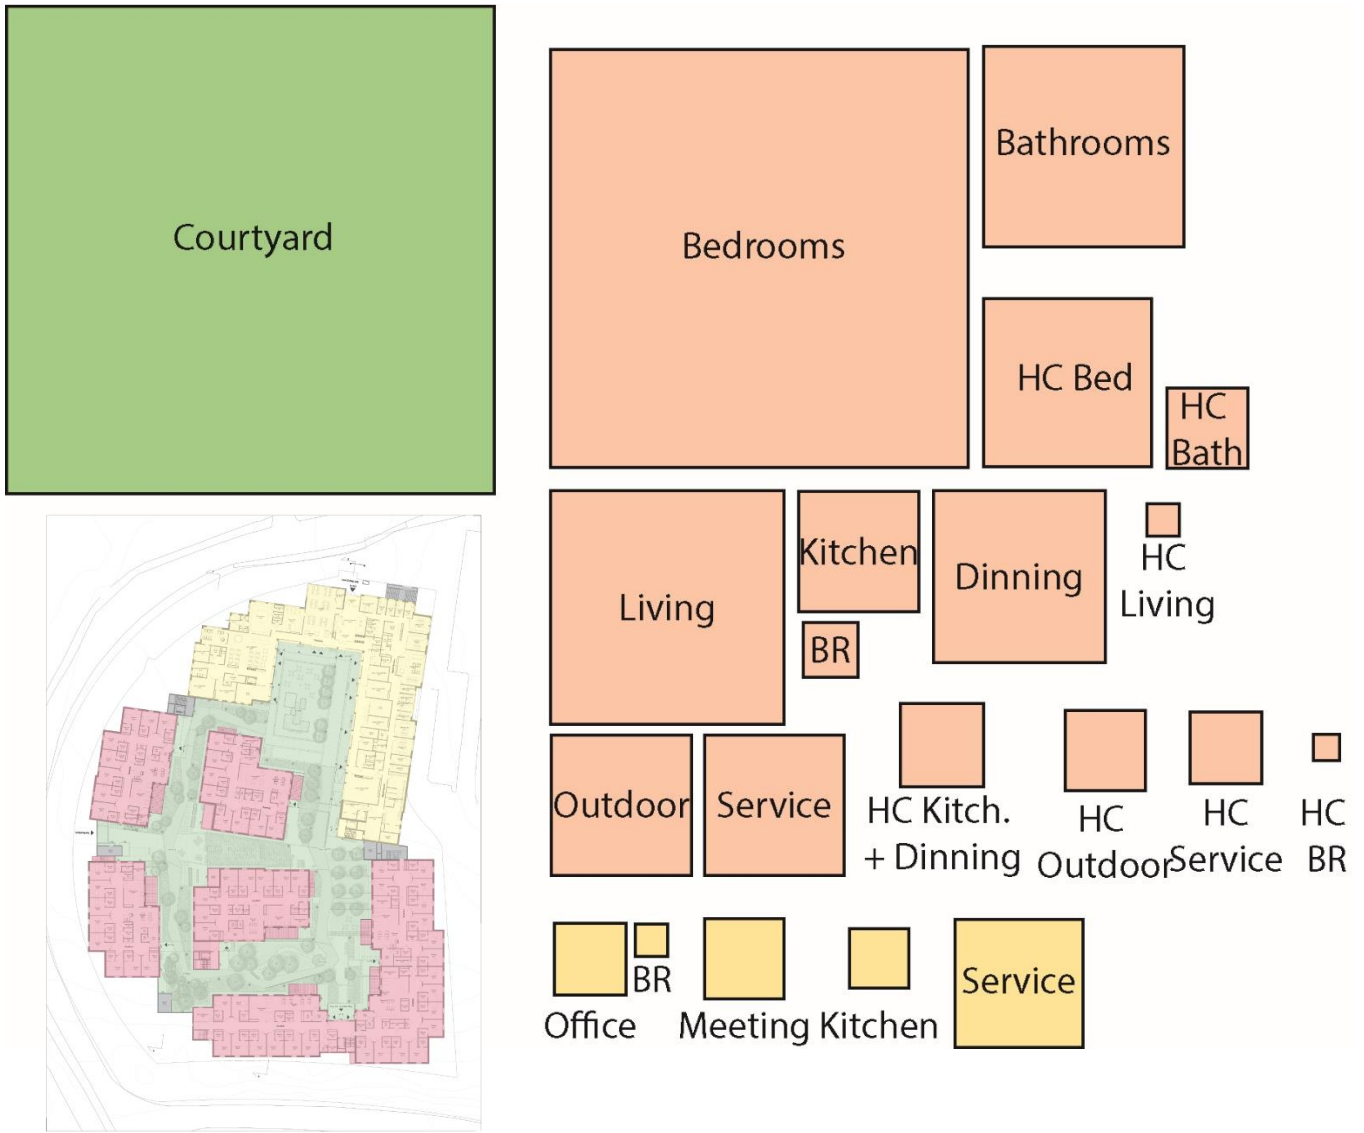 Courtyard
Bedrooms
Bathrooms
HC Bed
HC
Bath
Living
Kitchen
BR
Dinning
HC
Living
Outdoor
Service
HC Kitch.
+ Dinning
HC
Outdoor
HC
Service
HC
BR
Office
BR
Meeting
Kitchen
Service